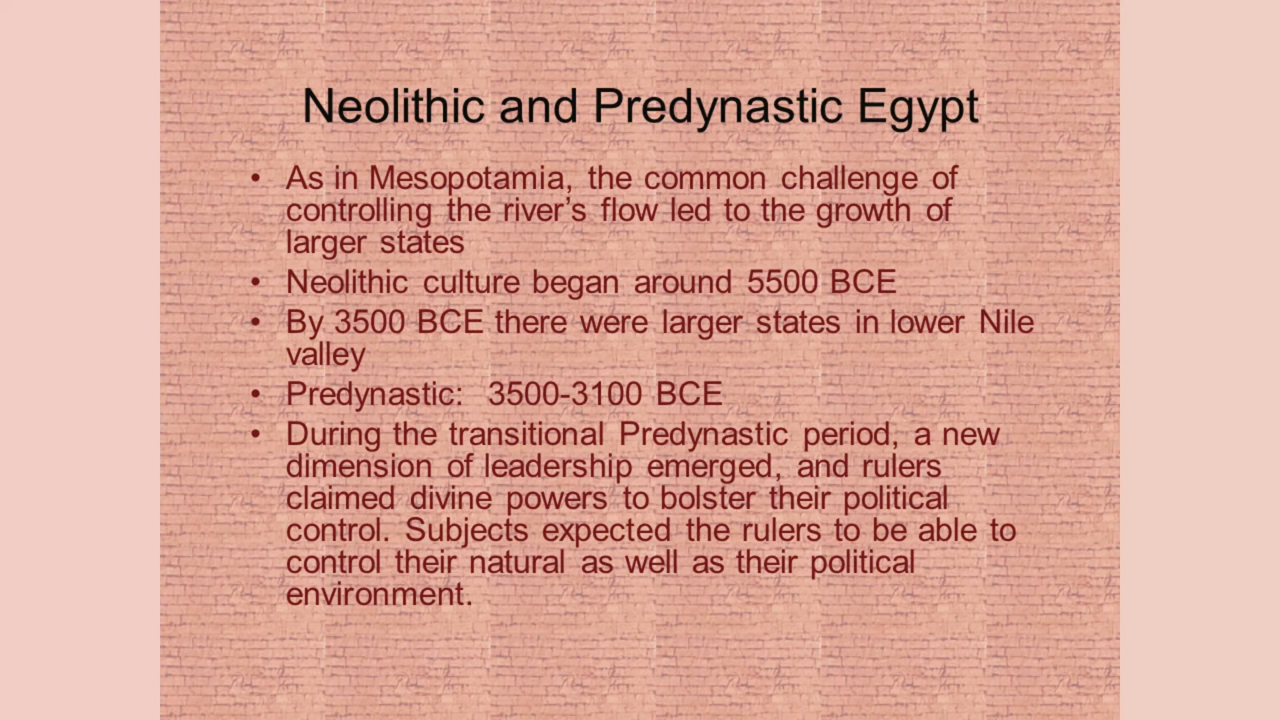 Neolithic and Predynastic Egypt
• As in Mesopotamia, the common challenge of
controlling the river’s flow led to the growth of
larger states
• Neolithic culture began around 5500 BCE
• By 3500 BCE there were larger states in lower Nile
valley
• Predynastic: 3500-3100 BCE
• During the transitional Predynastic period, a new
dimension of leadership emerged, and rulers
claimed divine powers to bolster their political
control. Subjects expected the rulers to be able to
control their natural as well as their political
environment.